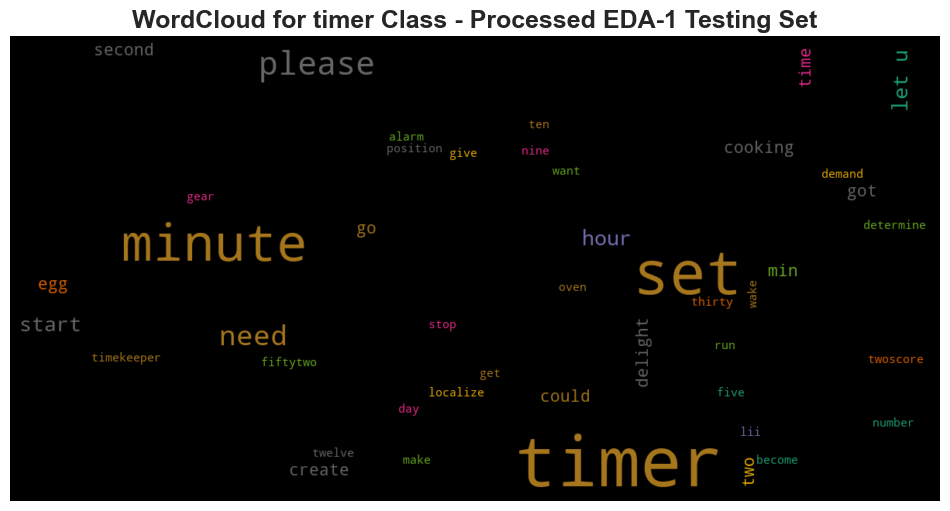 WordCloud for timer Class - Processed EDA-1 Testing Set
second
please
time
let u
ten
alarm
position
give
nine
cooking
want
demand
got
gear
determine
go
minute
hour
set
min
egg
oven
wake
thirty
start
stop
need
delight
run
timekeeper
fiftytwo
twoscore
get
localize
could
five
day
number
lii
twelve
create
make
timer
two
become